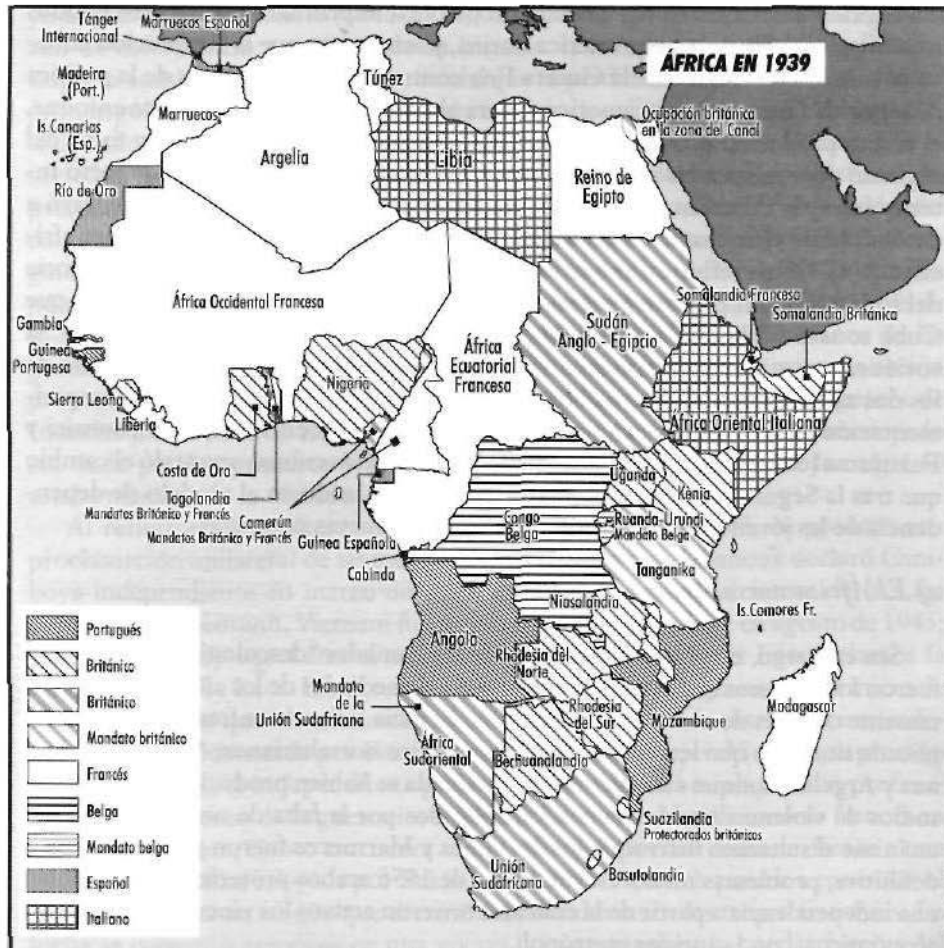 ÁFRICA EN 1939
Tánger
Internacional
Marruecos Español
Madeira
(Port.)
Marruecos
Túnez
Is. Canarias
(Esp.)
Argelia
Libia
Ocupación británica
en la zona del Canal
Reino de
Egipto
Río de Oro
África Occidental Francesa
Somalandia Francesa
Somalandia Británica
Gambia
Guinea
Portugesa
Sudán
Anglo - Egipcio
África
Ecuatorial
Francesa
Nigeria
Sierra Leona
Liberia
África Oriental Italiana
Costa de Oro
Togolandia
Mandatos Británico y Francés
Camerún
Mandatos Británico y Francés
Guinea Española
Cabinda
Uganda
Kenia
Congo
Belga
Ruanda-Urundi
Mandato Belga
Tanganika
Niasalandia
Is. Comores Fr.
Angola
Rhodesia del
Norte
Mandato
de la
Unión Sudafricana
Rhodesia
del Sur
Mozambique
Madagascar
África
Sudoriental
Bechuanalandia
Suazilandia
Protectorados británicos
Unión
Sudafricana
Basutolandia
Portugués
Británico
Británico
Mandato británico
Francés
Belga
Mandato belga
Español
Italiano